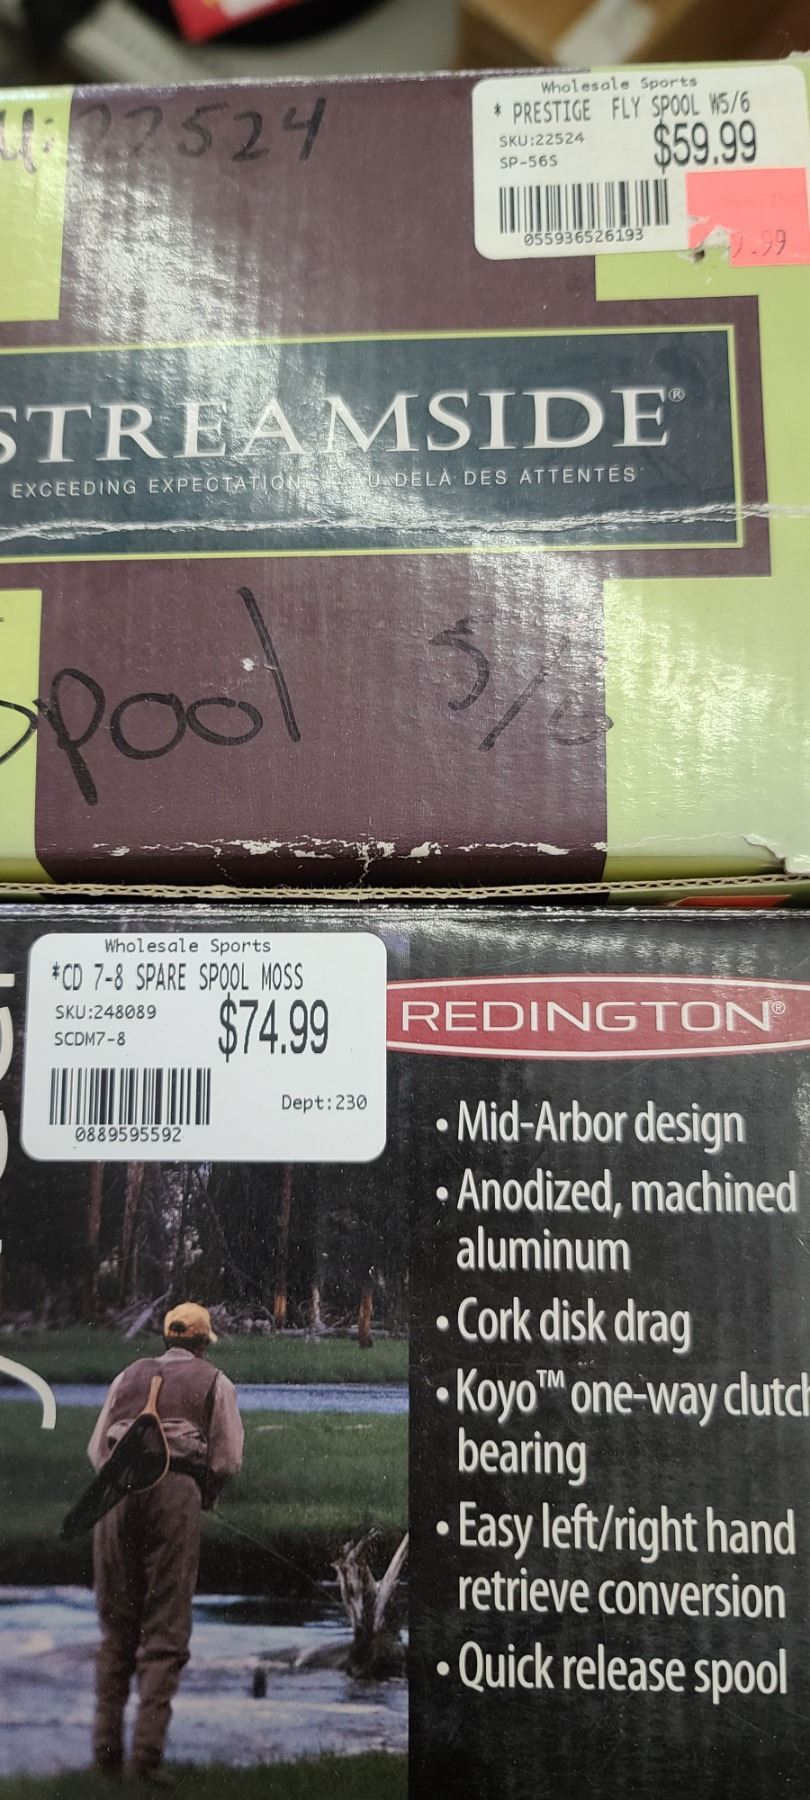 22524
Wholesale Sports
* PRESTIGE FLY SPOOL W5/6
SKU:22524
$59.99
SP-56S
055936526193
9.99
STREAMSIDE®
EXCEEDING EXPECTATION AU DELÀ DES ATTENTES
Spool 5/6
Wholesale Sports
*CD 7-8 SPARE SPOOL MOSS
SKU:248089
$74.99
SCDM7-8
Dept:230
0889595592
REDINGTON®
• Mid-Arbor design
• Anodized, machined
aluminum
• Cork disk drag
• Koyo™ one-way clutch
bearing
• Easy left/right hand
retrieve conversion
• Quick release spool